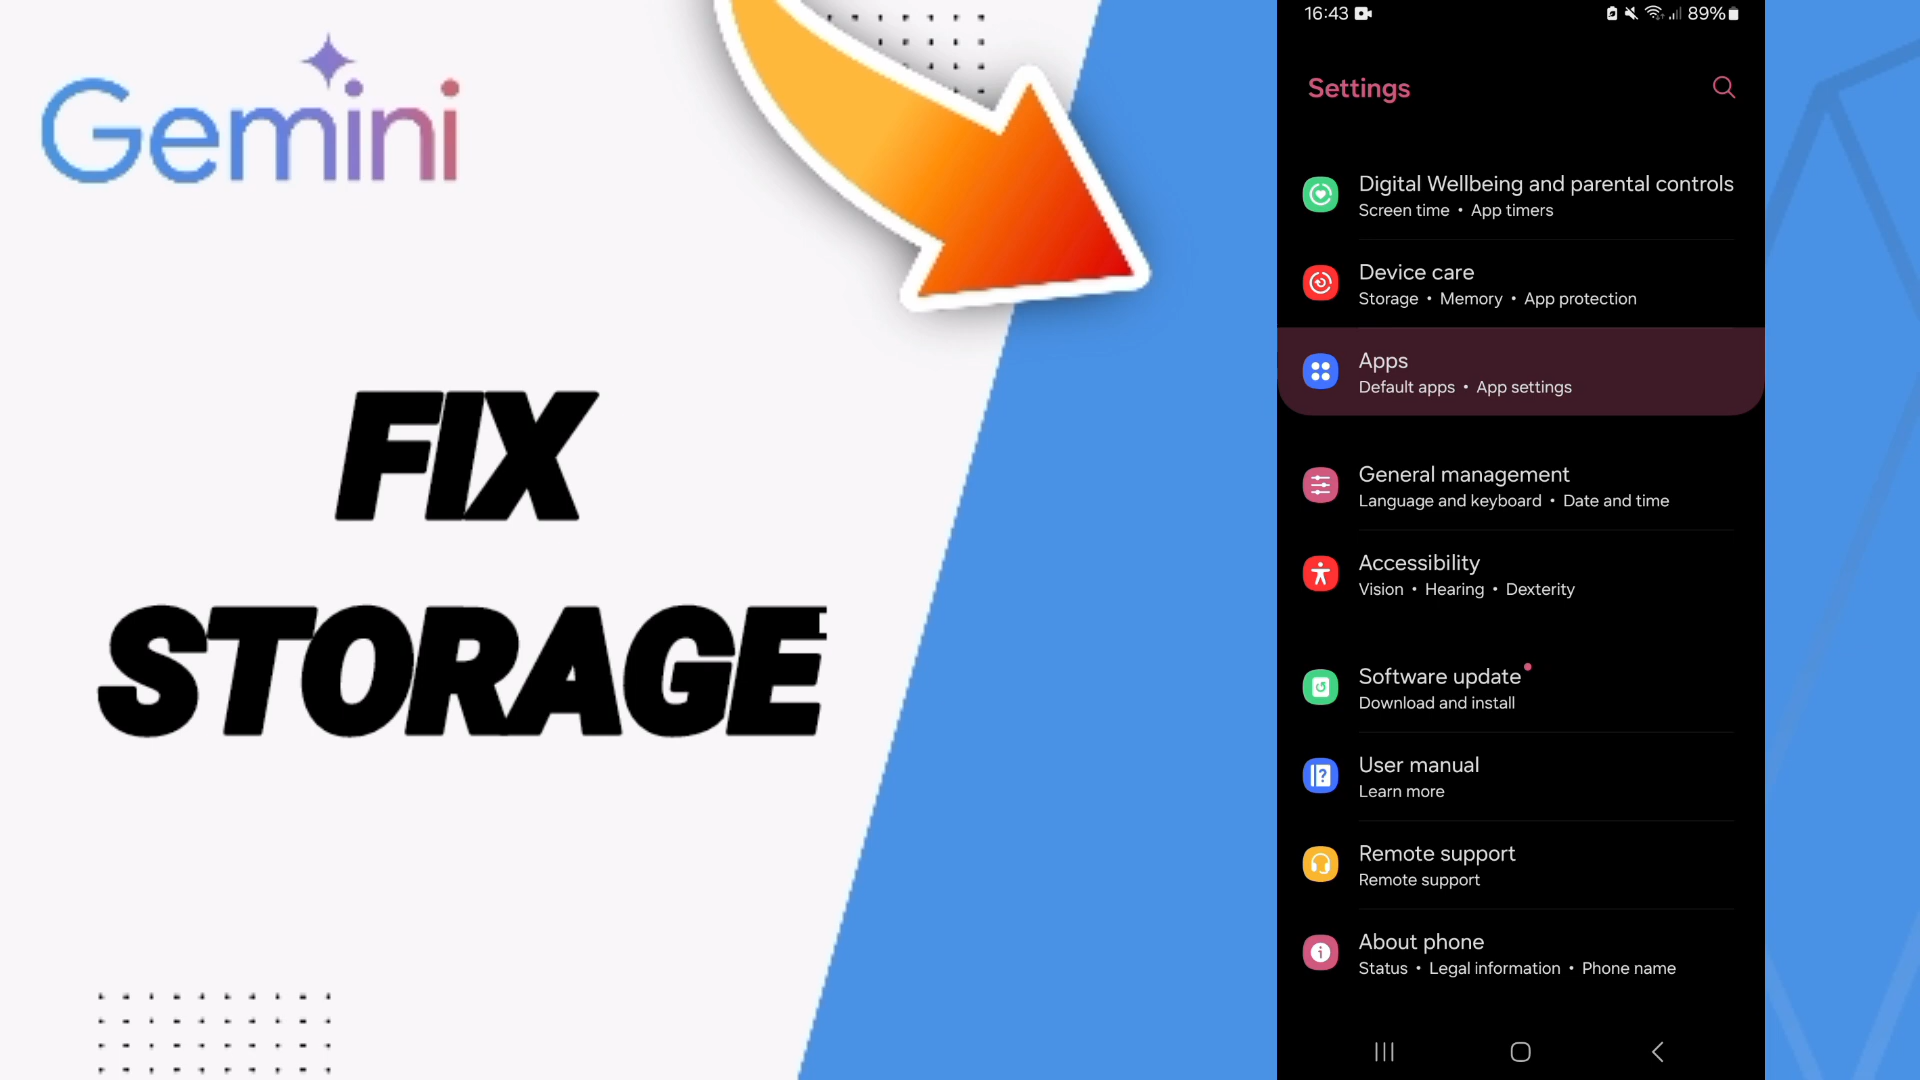 Gemini
FIX
STORAGE
16:43
89%
Settings
Digital Wellbeing and parental controls
Screen time • App timers
Device care
Storage • Memory • App protection
Apps
Default apps • App settings
General management
Language and keyboard • Date and time
Accessibility
Vision • Hearing • Dexterity
Software update
Download and install
User manual
Learn more
Remote support
Remote support
About phone
Status • Legal information • Phone name